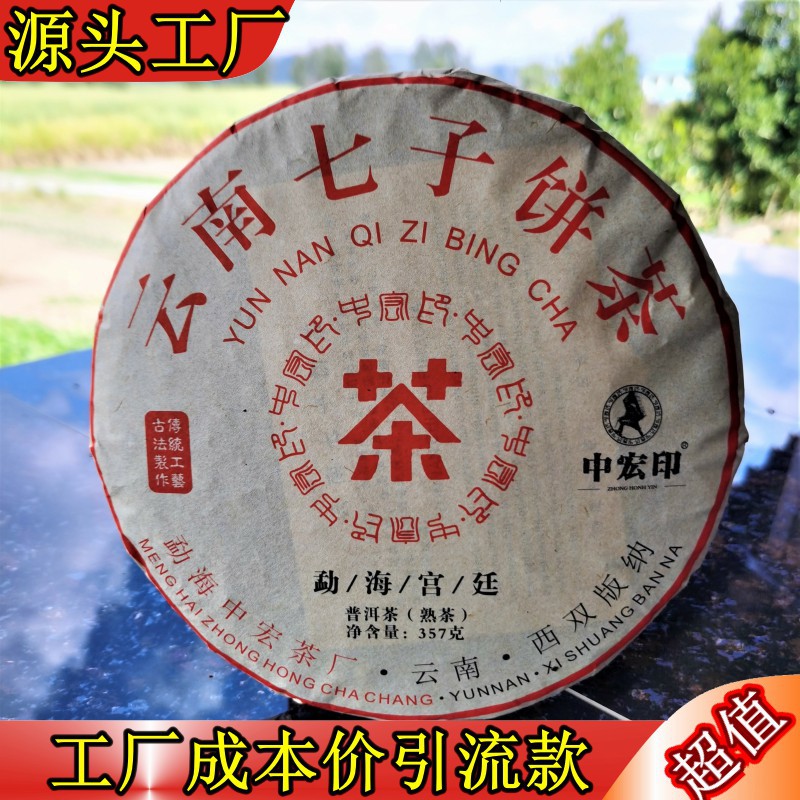 源头工厂
云南七子饼茶
YUN NAN QI ZI BING CHA
茶
傳統工藝
古法製作
中宏印®
ZHONG HONG YIN
勐/海/宫/廷
普洱茶（熟茶）
净含量：357克
勐海中宏茶厂·云南·西双版纳
MENG HAI ZHONG HONG CHA CHANG·YUNNAN·XI SHUANG BAN NA
工厂成本价引流款
超值